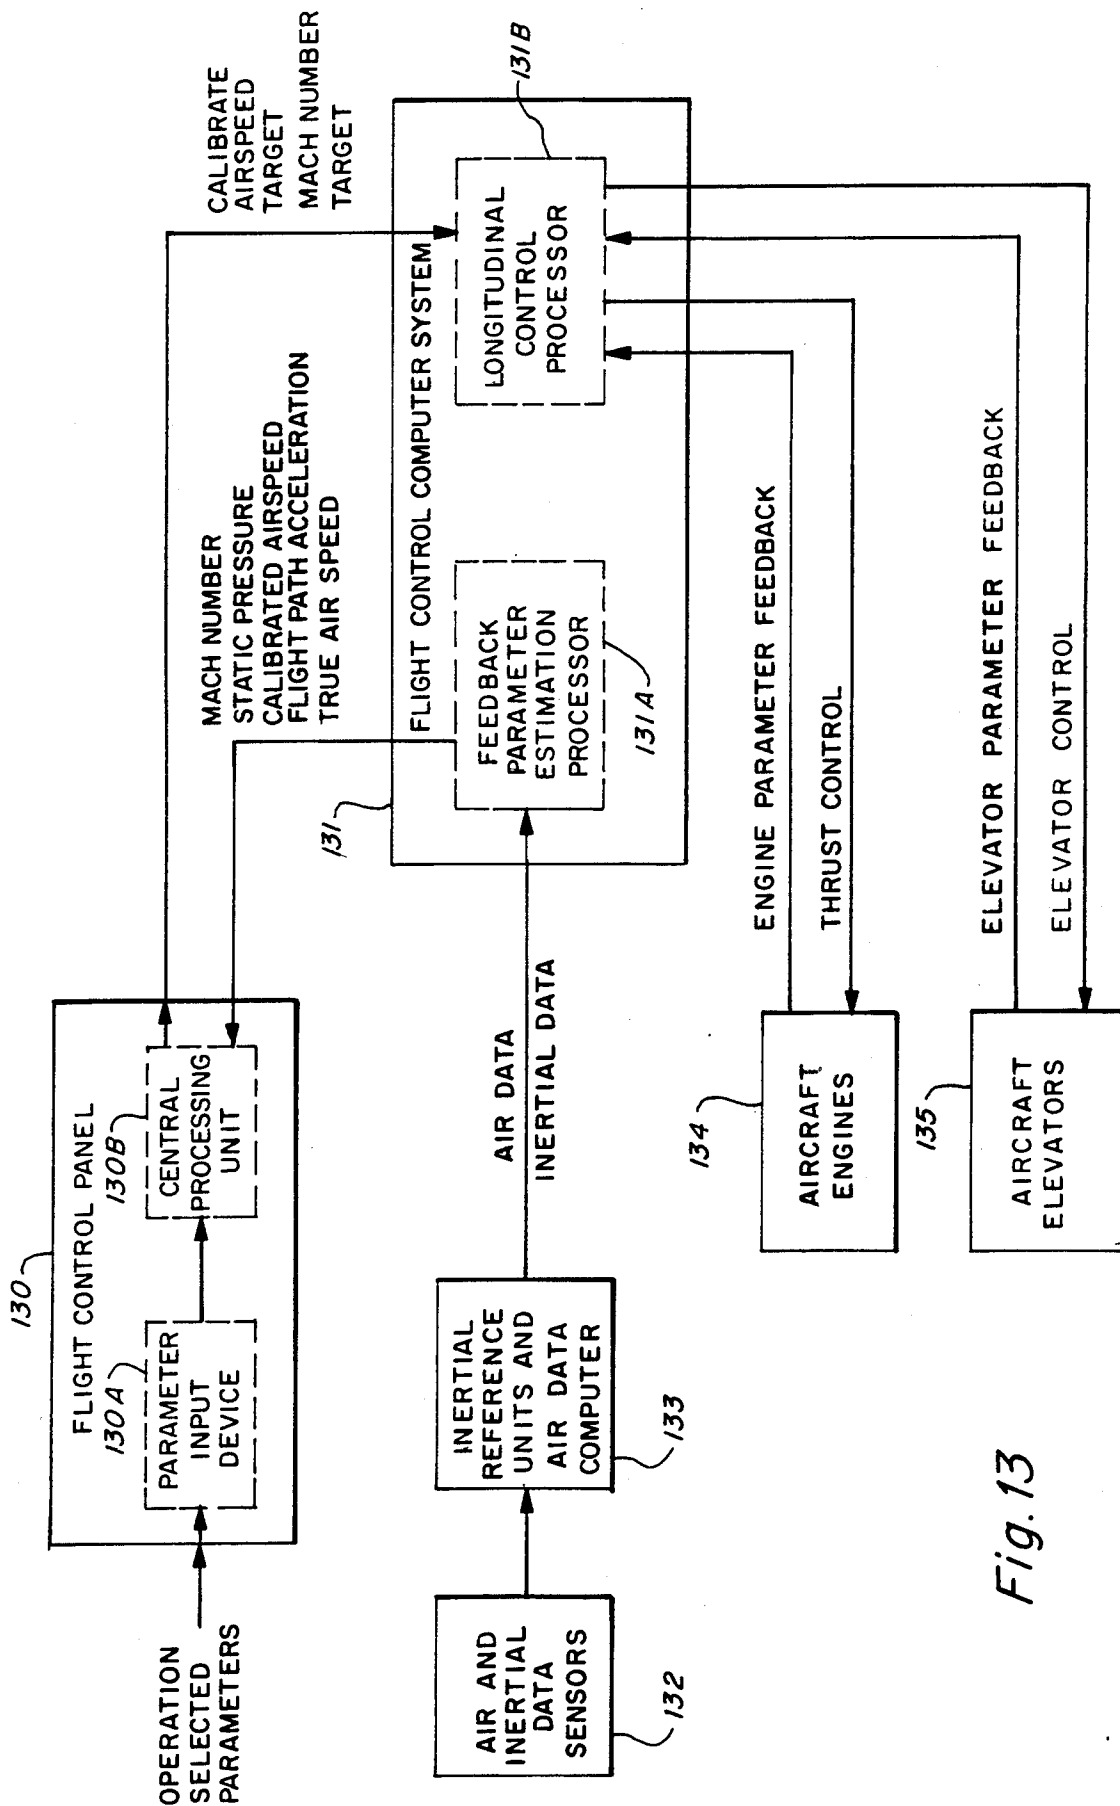 OPERATION
SELECTED
PARAMETERS
130
FLIGHT CONTROL PANEL
130A
PARAMETER
INPUT
DEVICE
130B
CENTRAL
PROCESSING
UNIT
MACH NUMBER
STATIC PRESSURE
CALIBRATED AIRSPEED
FLIGHT PATH ACCELERATION
TRUE AIR SPEED
CALIBRATE
AIRSPEED
TARGET
MACH NUMBER
TARGET
131
FLIGHT CONTROL COMPUTER SYSTEM
FEEDBACK
PARAMETER
ESTIMATION
PROCESSOR
131A
LONGITUDINAL
CONTROL
PROCESSOR
131B
AIR AND
INERTIAL
DATA
SENSORS
132
INERTIAL
REFERENCE
UNITS AND
AIR DATA
COMPUTER
133
AIR DATA
INERTIAL DATA
134
AIRCRAFT
ENGINES
ENGINE PARAMETER FEEDBACK
THRUST CONTROL
135
AIRCRAFT
ELEVATORS
ELEVATOR PARAMETER FEEDBACK
ELEVATOR CONTROL
Fig. 13